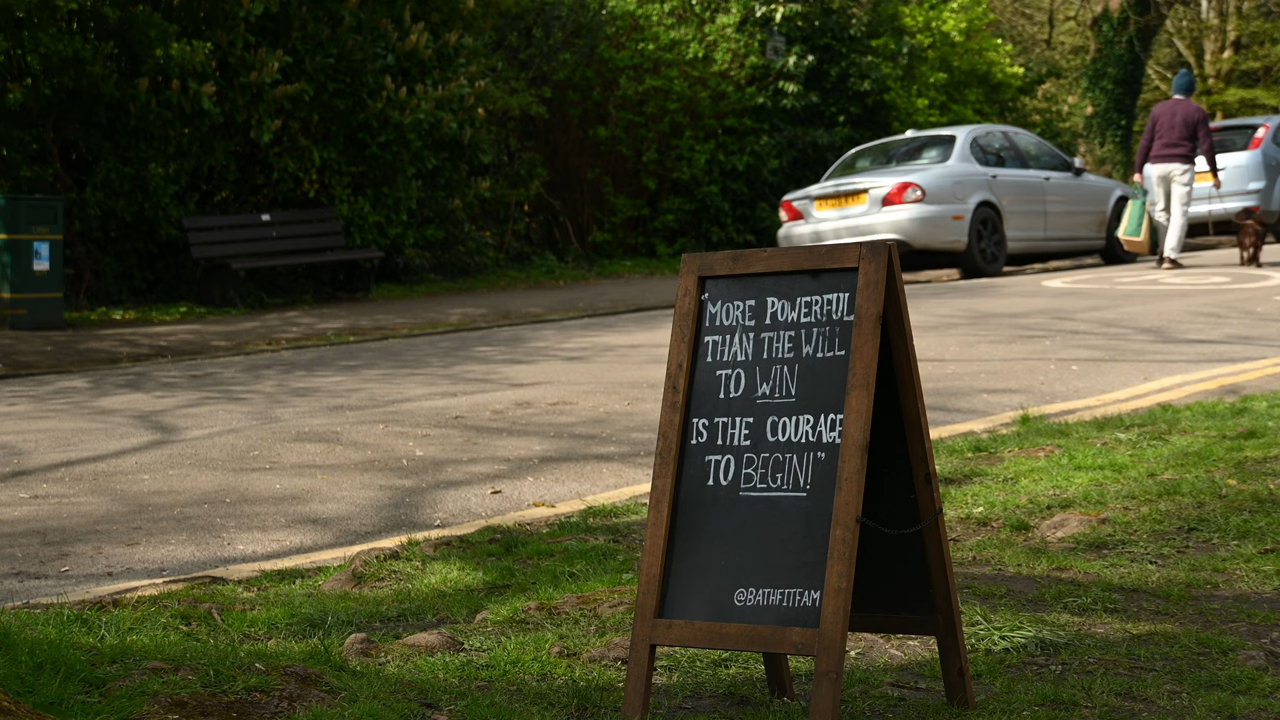 "MORE POWERFUL
THAN THE WILL
TO WIN
IS THE COURAGE
TO BEGIN!"
@BATHFITFAM